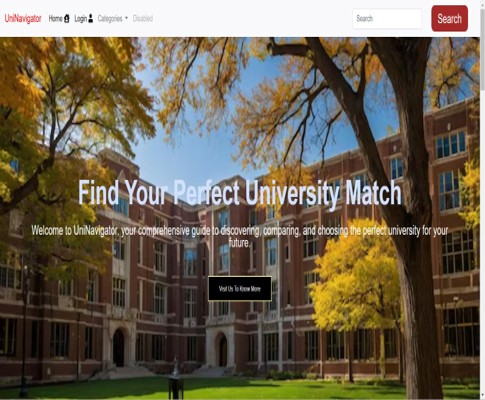 UniNavigator Home Login Categories Disabled Search Search
Find Your Perfect University Match
Welcome to UniNavigator, your comprehensive guide to discovering, comparing, and choosing the perfect university for your
future.
Visit Us To Know More